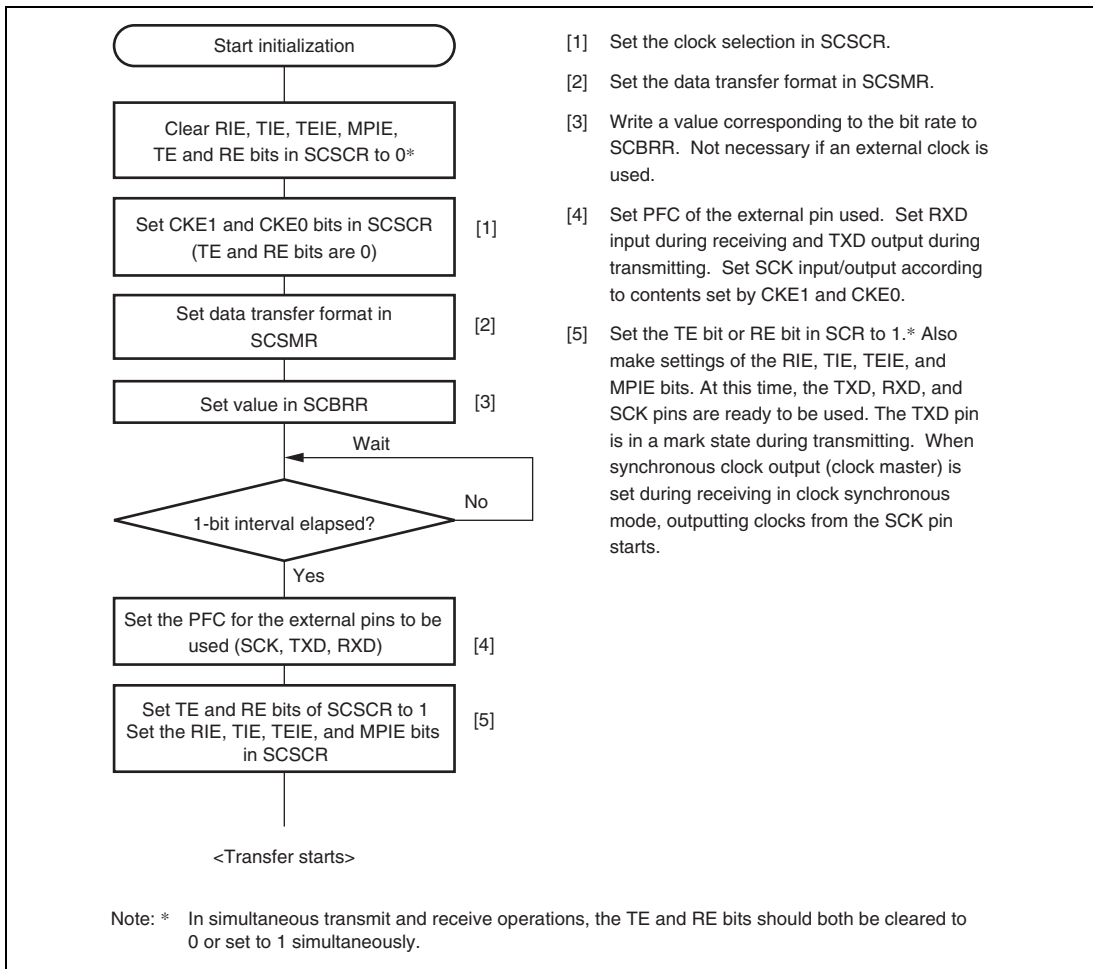 Start initialization
Clear RIE, TIE, TEIE, MPIE,
TE and RE bits in SCSCR to 0*
Set CKE1 and CKE0 bits in SCSCR
(TE and RE bits are 0)
[1]
Set data transfer format in
SCSMR
[2]
Set value in SCBRR
[3]
Wait
1-bit interval elapsed?
No
Yes
Set the PFC for the external pins to be
used (SCK, TXD, RXD)
[4]
Set TE and RE bits of SCSCR to 1
Set the RIE, TIE, TEIE, and MPIE bits
in SCSCR
[5]
<Transfer starts>
[1] Set the clock selection in SCSCR.
[2] Set the data transfer format in SCSMR.
[3] Write a value corresponding to the bit rate to
SCBRR. Not necessary if an external clock is
used.
[4] Set PFC of the external pin used. Set RXD
input during receiving and TXD output during
transmitting. Set SCK input/output according
to contents set by CKE1 and CKE0.
[5] Set the TE bit or RE bit in SCR to 1.* Also
make settings of the RIE, TIE, TEIE, and
MPIE bits. At this time, the TXD, RXD, and
SCK pins are ready to be used. The TXD pin
is in a mark state during transmitting. When
synchronous clock output (clock master) is
set during receiving in clock synchronous
mode, outputting clocks from the SCK pin
starts.
Note: * In simultaneous transmit and receive operations, the TE and RE bits should both be cleared to
0 or set to 1 simultaneously.